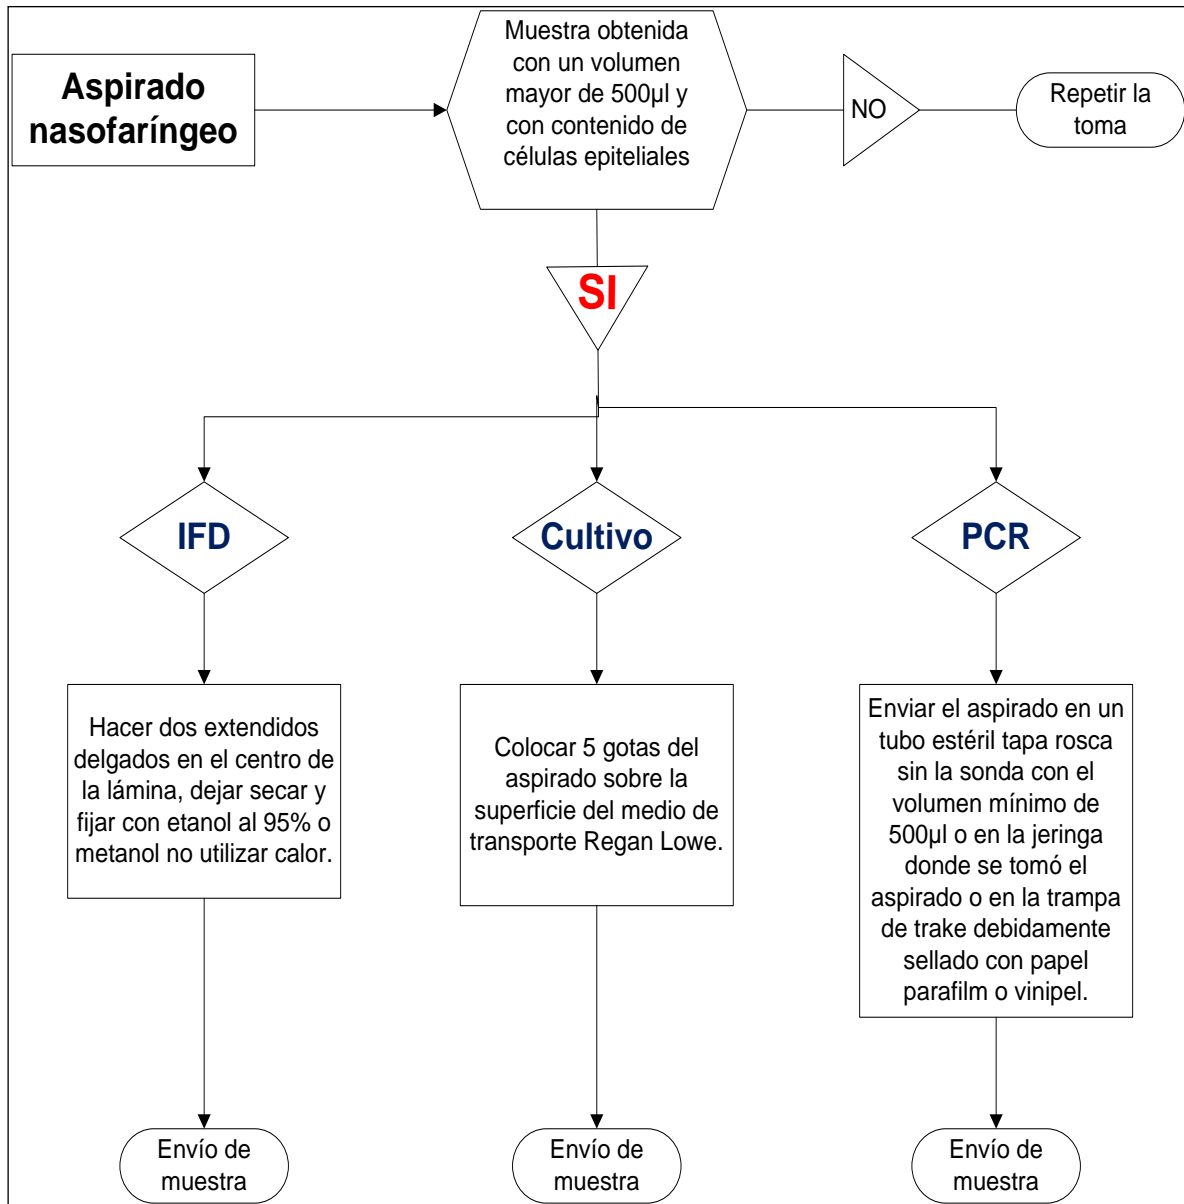 Aspirado
nasofaríngeo
Muestra obtenida
con un volumen
mayor de 500µl y
con contenido de
células epiteliales
NO
Repetir la
toma
SI
IFD
Cultivo
PCR
Hacer dos extendidos
delgados en el centro de
la lámina, dejar secar y
fijar con etanol al 95% o
metanol no utilizar calor.
Colocar 5 gotas del
aspirado sobre la
superficie del medio de
transporte Regan Lowe.
Enviar el aspirado en un
tubo estéril tapa rosca
sin la sonda con el
volumen mínimo de
500µl o en la jeringa
donde se tomó el
aspirado o en la trampa
de trake debidamente
sellado con papel
parafilm o vinipel.
Envío de
muestra
Envío de
muestra
Envío de
muestra